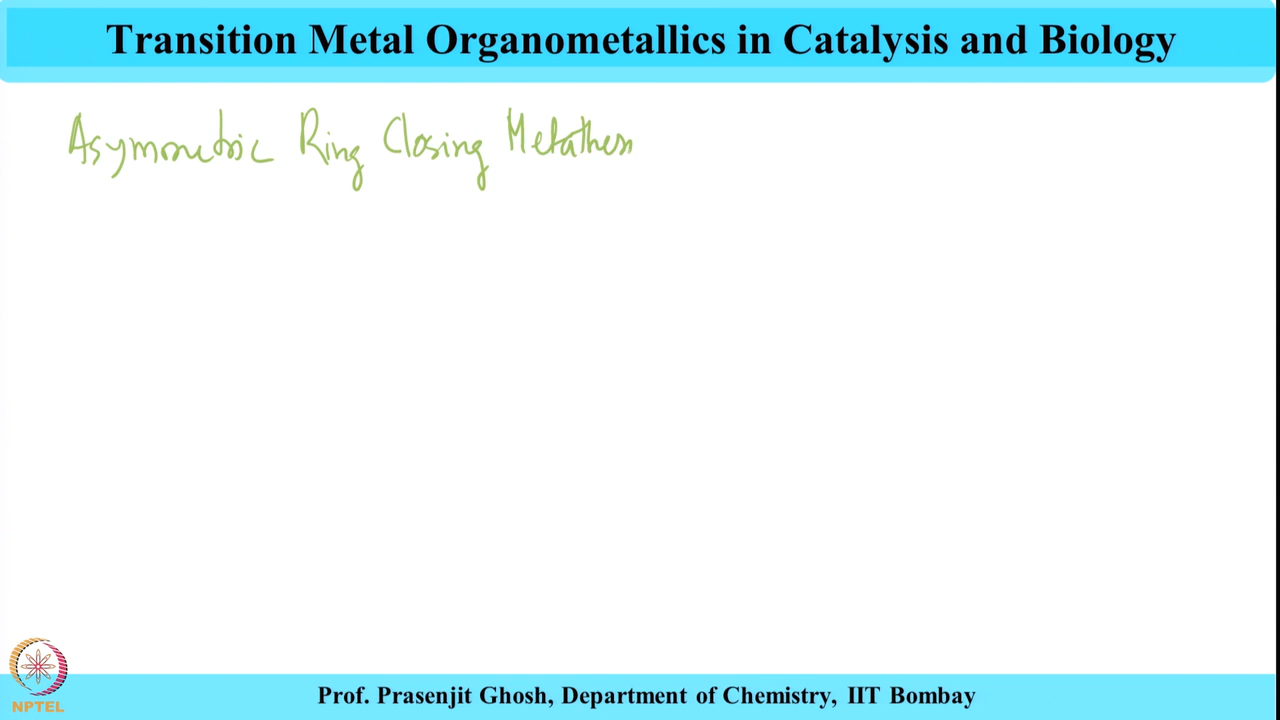 Transition Metal Organometallics in Catalysis and Biology
Asymmetric Ring Closing Metathes
NPTEL
Prof. Prasenjit Ghosh, Department of Chemistry, IIT Bombay